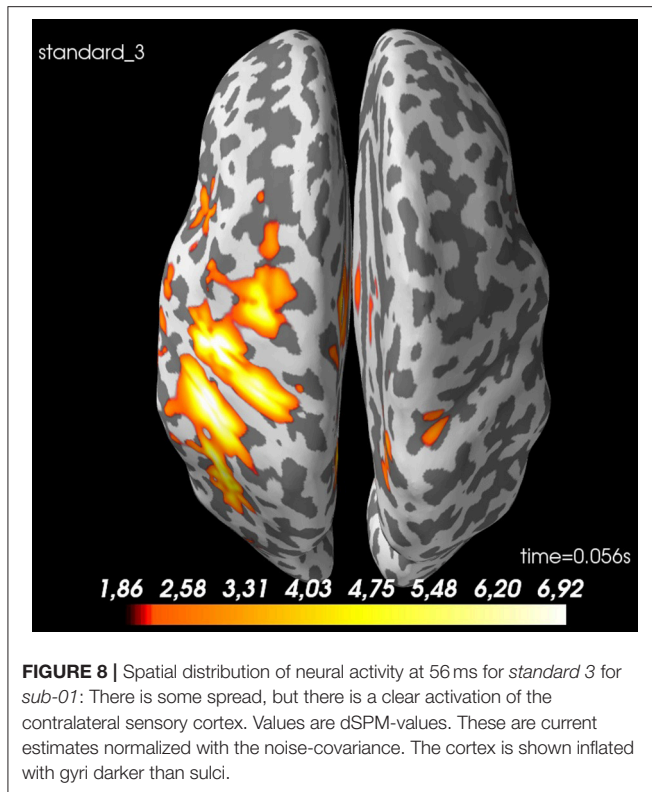 standard_3
time=0.056s
1,86 2,58 3,31 4,03 4,75 5,48 6,20 6,92
FIGURE 8 | Spatial distribution of neural activity at 56 ms for standard 3 for
sub-01: There is some spread, but there is a clear activation of the
contralateral sensory cortex. Values are dSPM-values. These are current
estimates normalized with the noise-covariance. The cortex is shown inflated
with gyri darker than sulci.